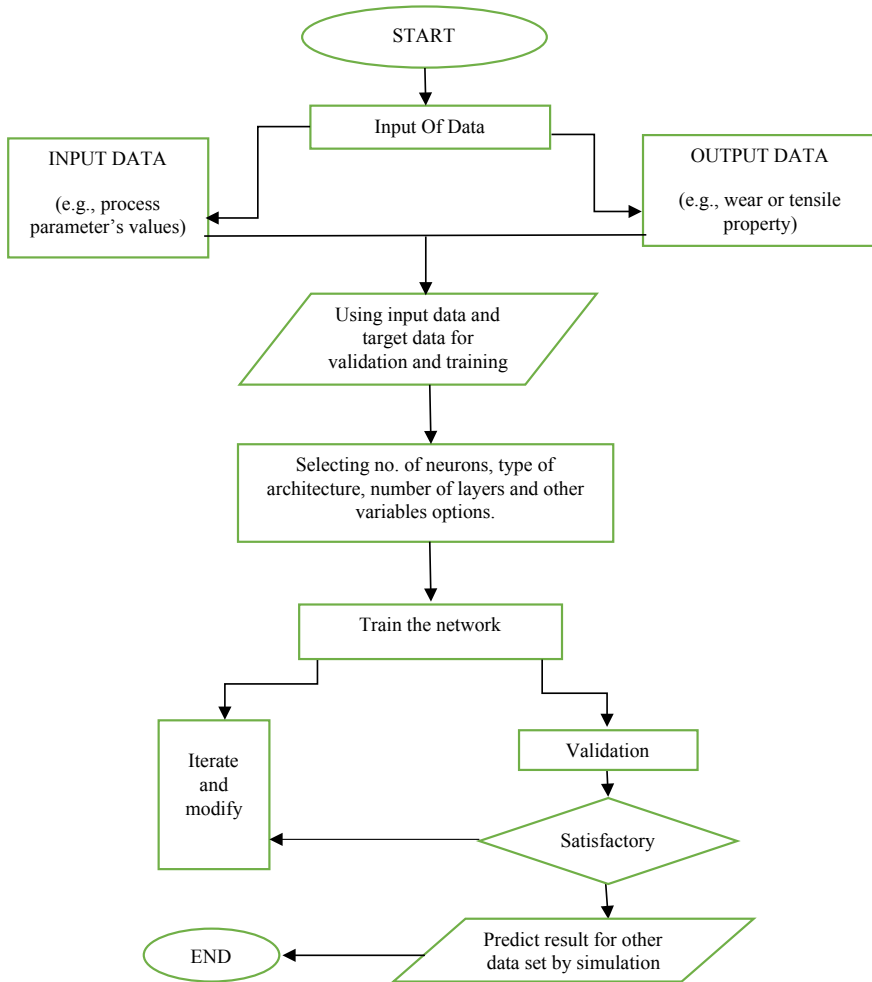 START
Input Of Data
INPUT DATA
(e.g., process
parameter’s values)
OUTPUT DATA
(e.g., wear or tensile
property)
Using input data and
target data for
validation and training
Selecting no. of neurons, type of
architecture, number of layers and other
variables options.
Train the network
Iterate
and
modify
Validation
Satisfactory
Predict result for other
data set by simulation
END